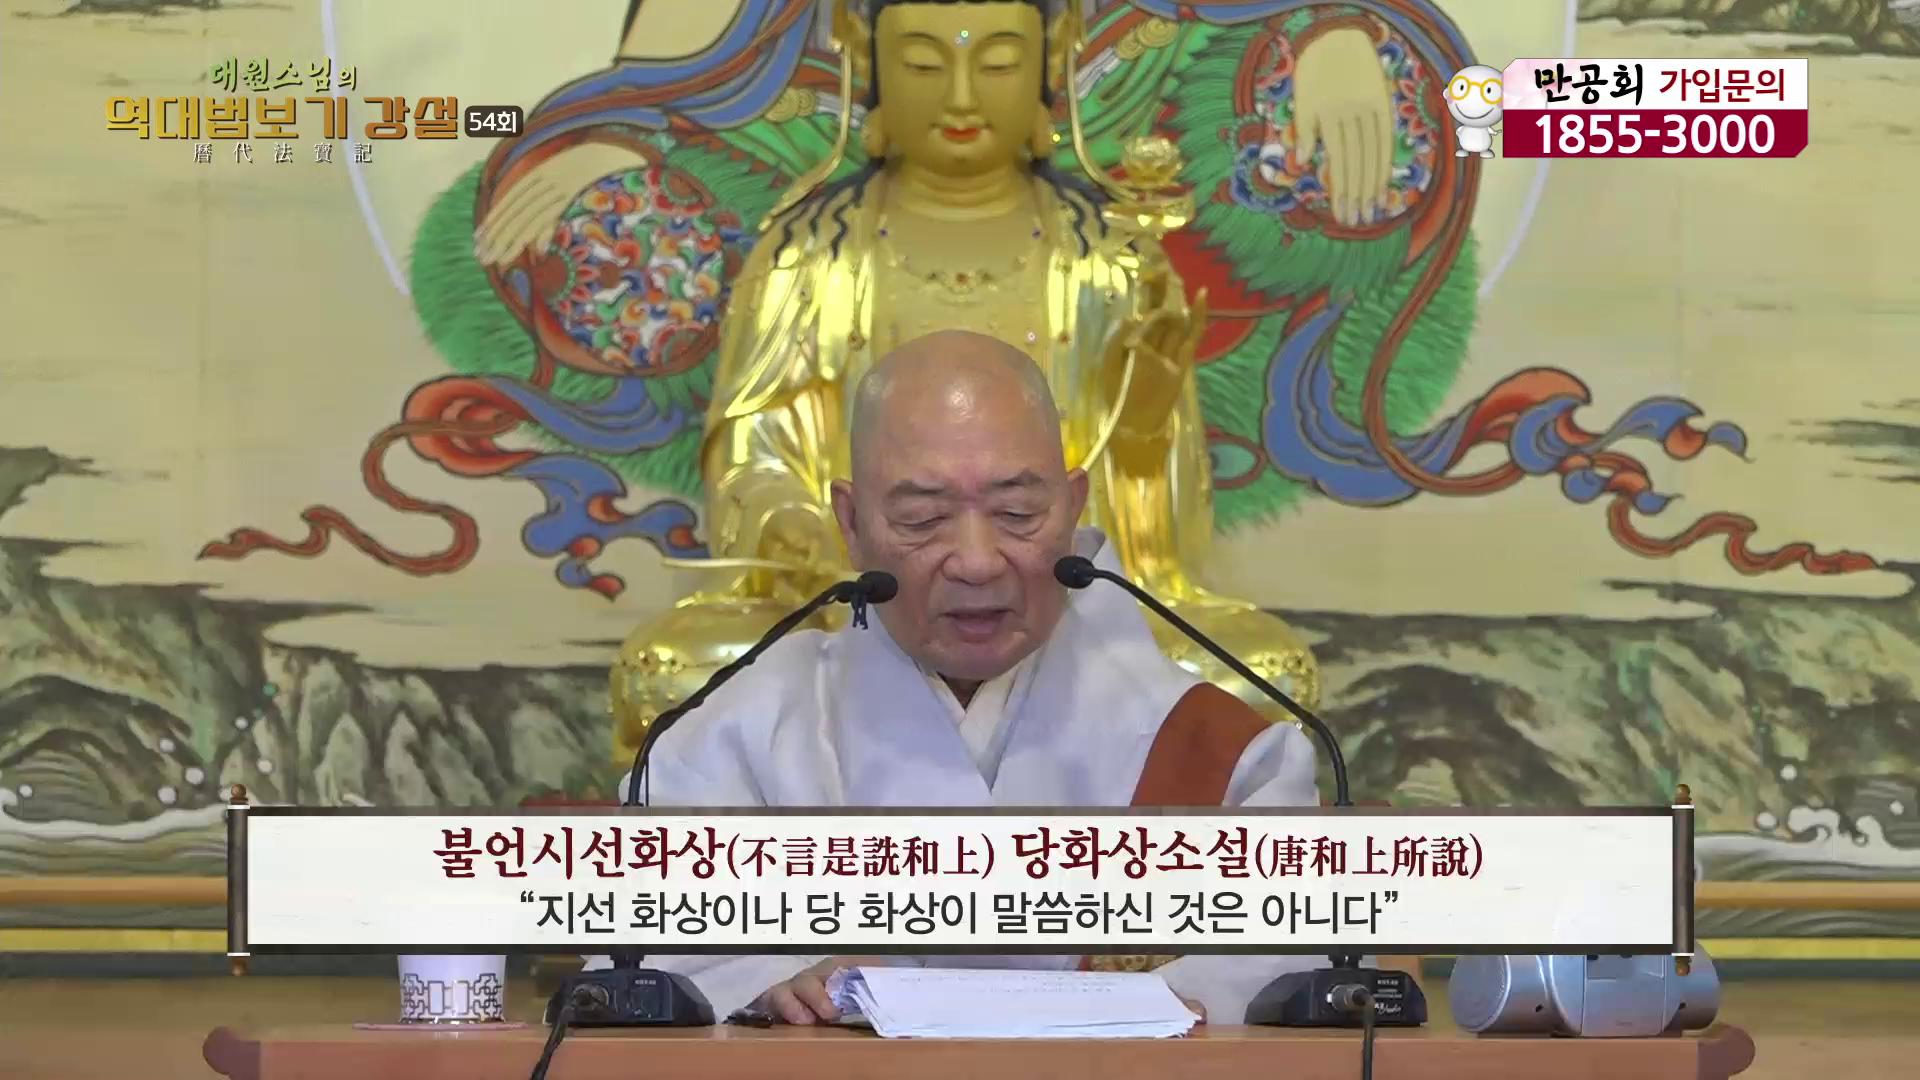 대원스님의
역대법보기 강설 54회
曆代法寶記
만공회 가입문의
1855-3000
불언시선화상(不言是詵和上) 당화상소설(唐和上所說)
“지선 화상이나 당 화상이 말씀하신 것은 아니다”